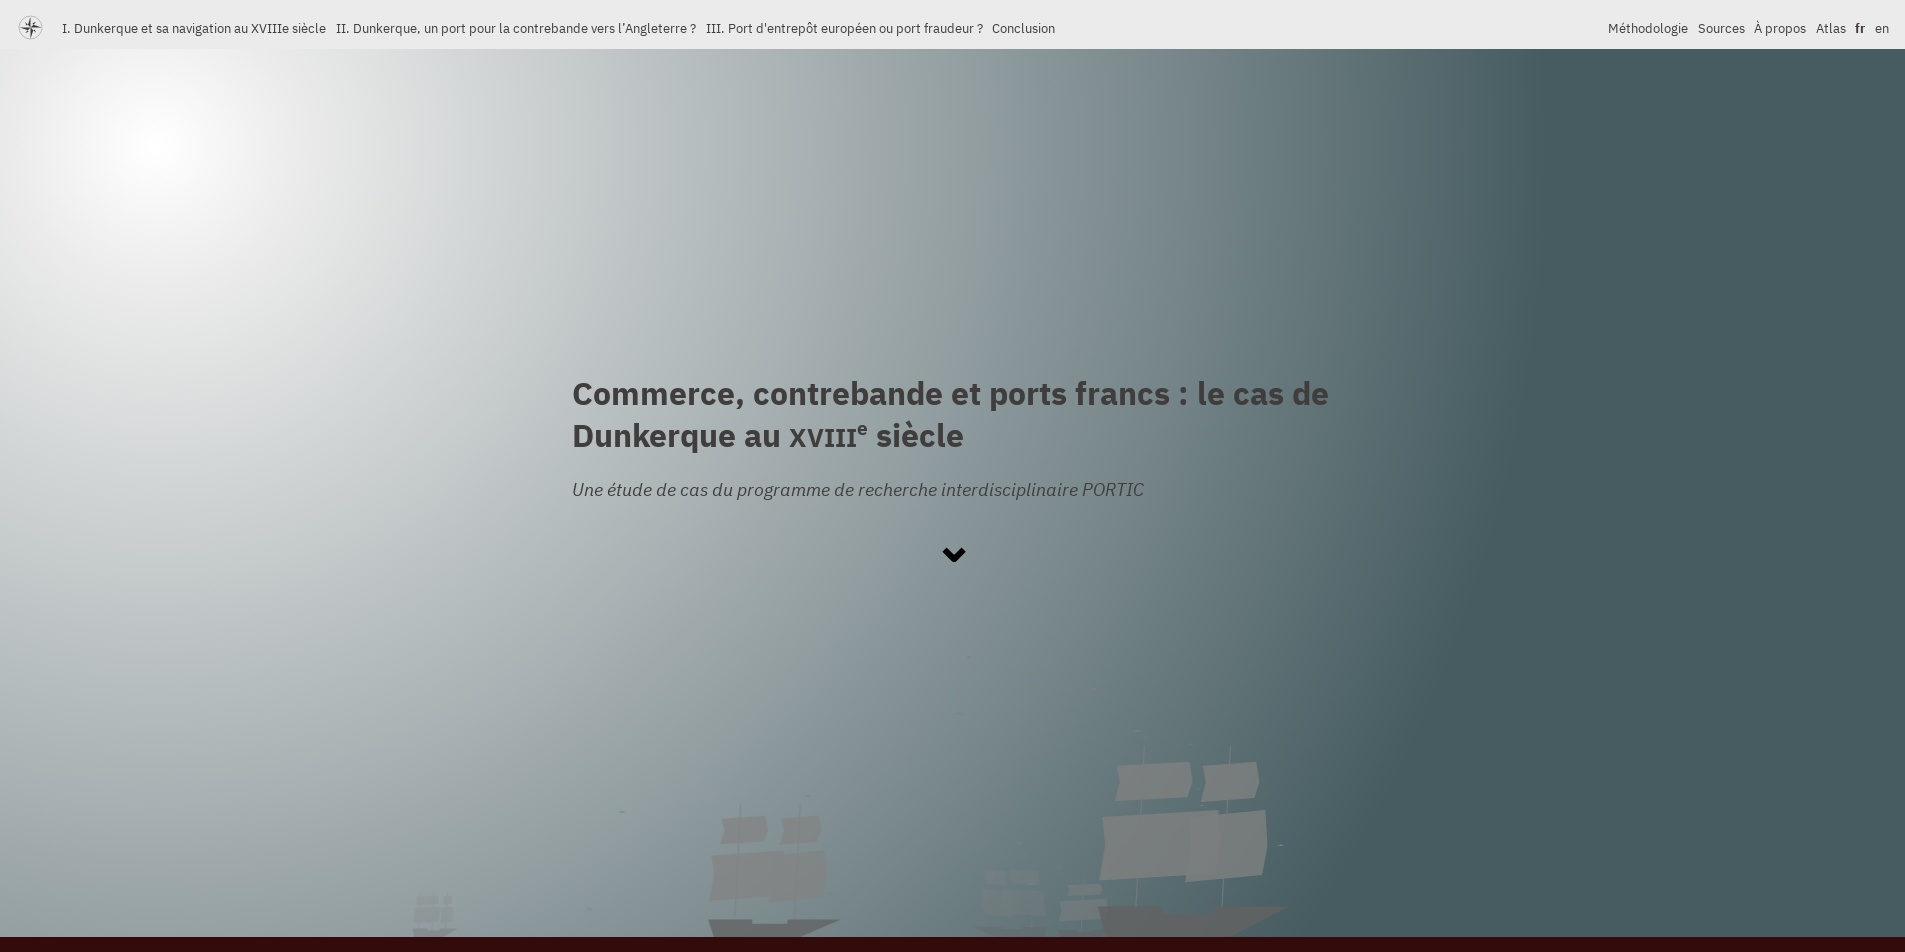 I. Dunkerque et sa navigation au XVIIIe siècle II. Dunkerque, un port pour la contrebande vers l’Angleterre ? III. Port d'entrepôt européen ou port fraudeur ? Conclusion Méthodologie Sources À propos Atlas fr en
Commerce, contrebande et ports francs : le cas de
Dunkerque au XVIIIe siècle
Une étude de cas du programme de recherche interdisciplinaire PORTIC